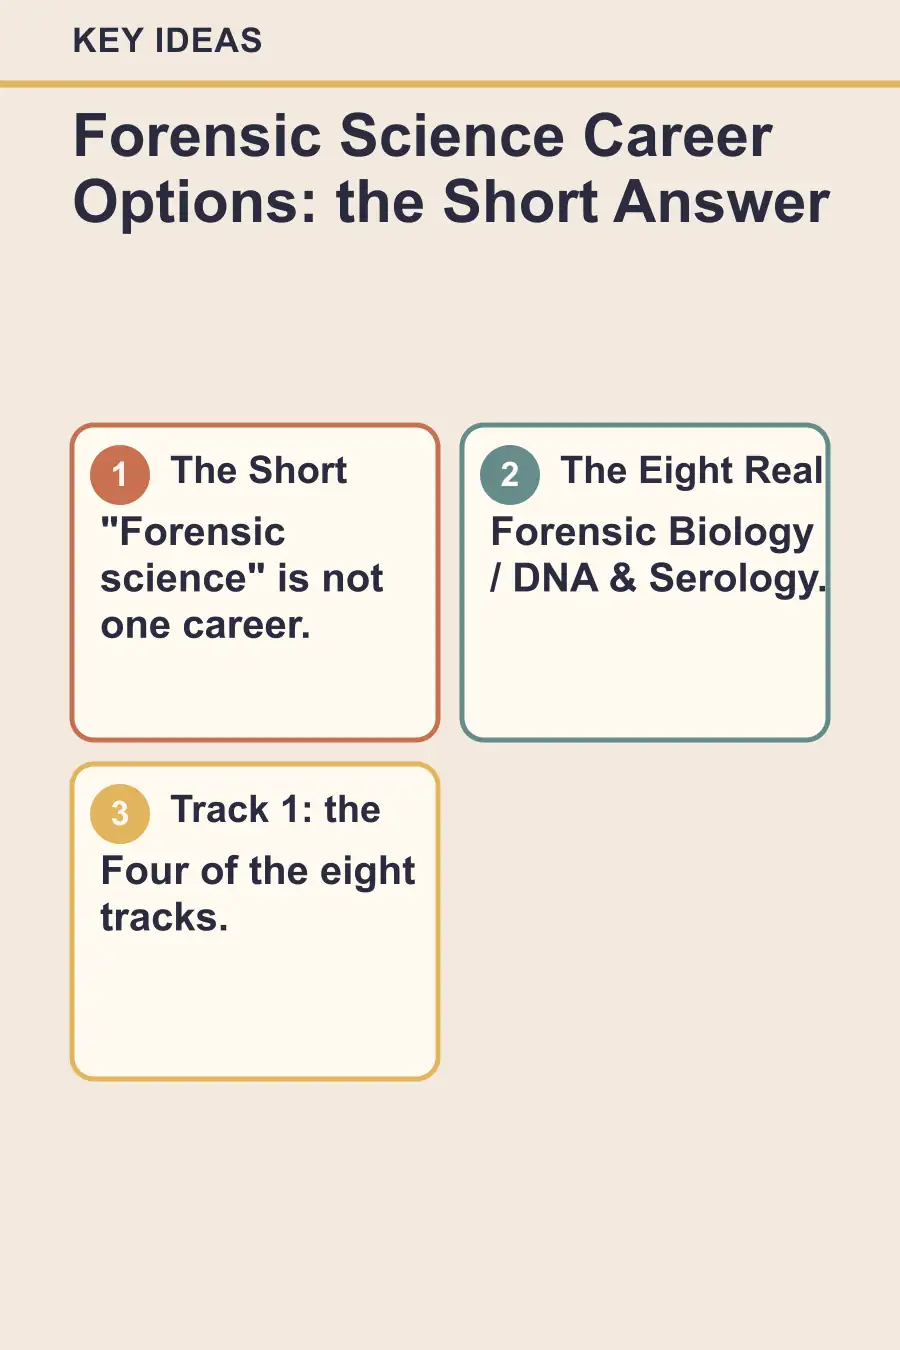 KEY IDEAS
Forensic Science Career
Options: the Short Answer
1 The Short
"Forensic
science" is not
one career.
2 The Eight Real
Forensic Biology
/ DNA & Serology.
3 Track 1: the
Four of the eight
tracks.